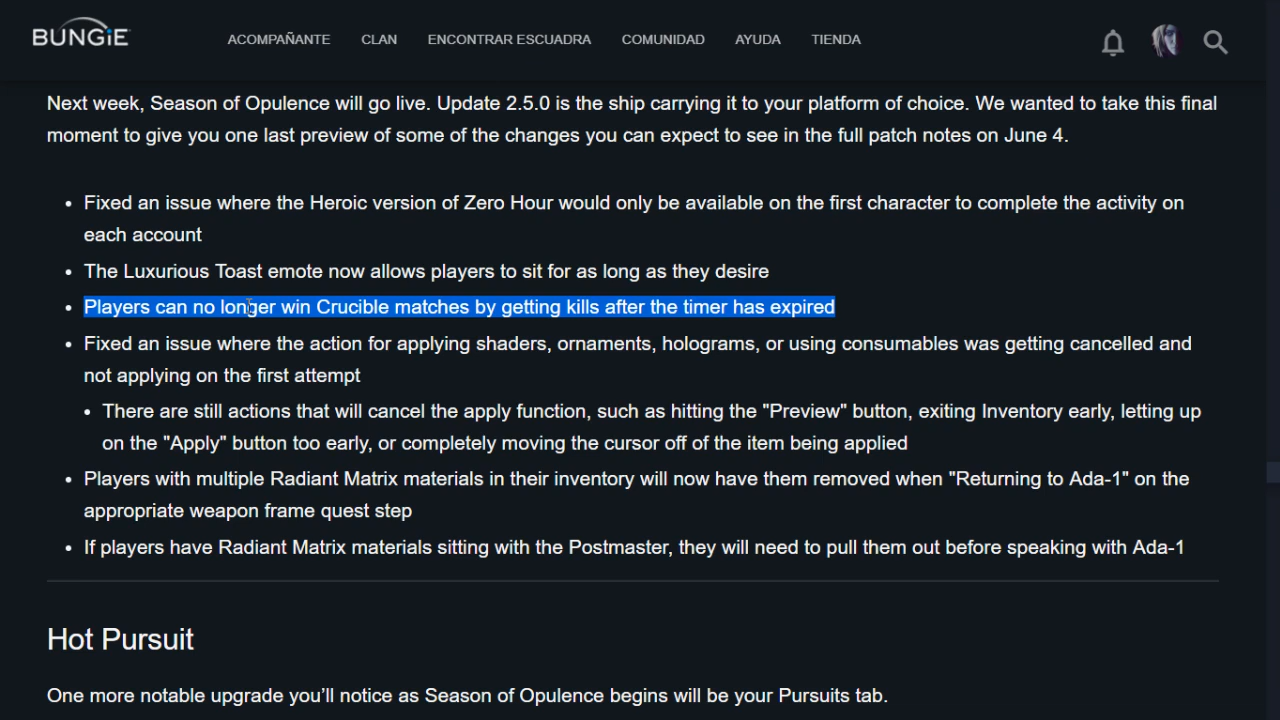 BUNGiE
ACOMPAÑANTE CLAN ENCONTRAR ESCUADRA COMUNIDAD AYUDA TIENDA
Next week, Season of Opulence will go live. Update 2.5.0 is the ship carrying it to your platform of choice. We wanted to take this final
moment to give you one last preview of some of the changes you can expect to see in the full patch notes on June 4.
• Fixed an issue where the Heroic version of Zero Hour would only be available on the first character to complete the activity on
each account
• The Luxurious Toast emote now allows players to sit for as long as they desire
• Players can no longer win Crucible matches by getting kills after the timer has expired
• Fixed an issue where the action for applying shaders, ornaments, holograms, or using consumables was getting cancelled and
not applying on the first attempt
• There are still actions that will cancel the apply function, such as hitting the "Preview" button, exiting Inventory early, letting up
on the "Apply" button too early, or completely moving the cursor off of the item being applied
• Players with multiple Radiant Matrix materials in their inventory will now have them removed when "Returning to Ada-1" on the
appropriate weapon frame quest step
• If players have Radiant Matrix materials sitting with the Postmaster, they will need to pull them out before speaking with Ada-1
Hot Pursuit
One more notable upgrade you’ll notice as Season of Opulence begins will be your Pursuits tab.